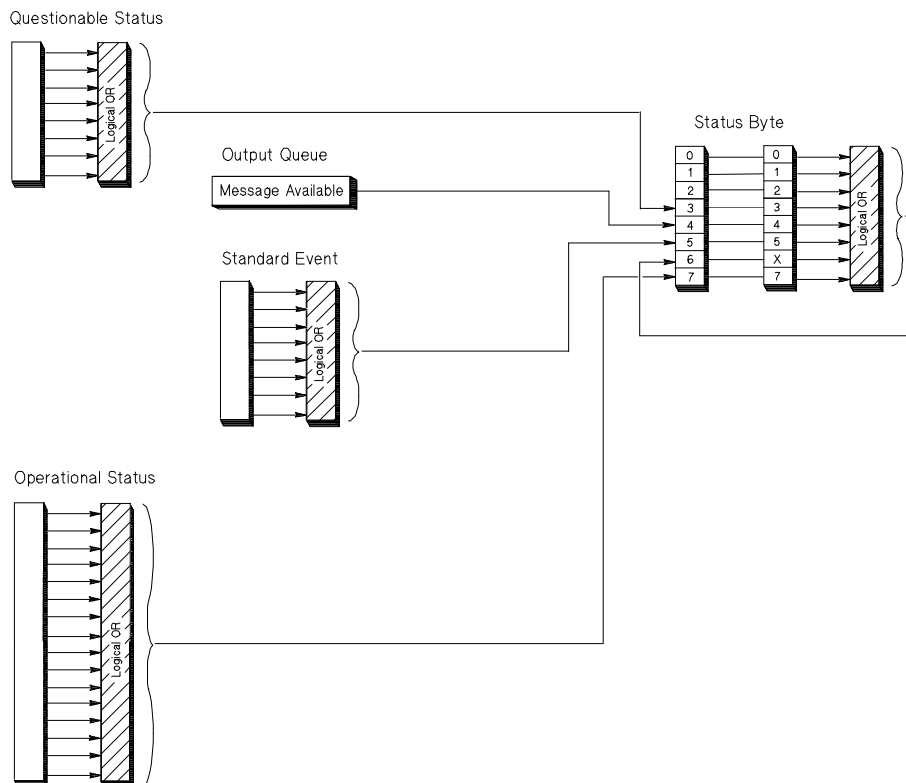 Questionable Status
Logical OR
Output Queue
Message Available
Standard Event
Logical OR
Operational Status
Logical OR
Status Byte
0 0
1 1
2 2
3 3
4 4
5 5
6 X
7 7
Logical OR